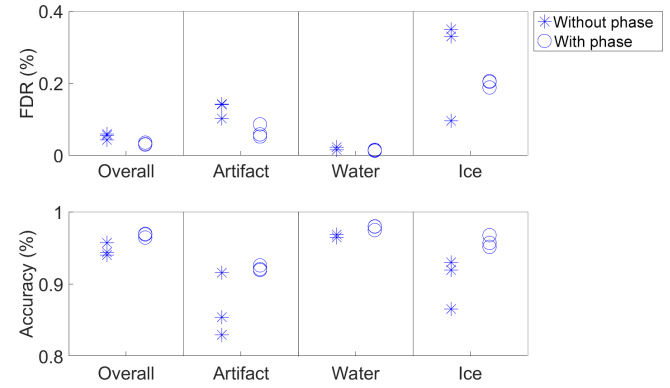 Without phase
With phase
FDR (%)
0.4
0.2
0
Overall Artifact Water Ice
Accuracy (%)
1
0.9
0.8
Overall Artifact Water Ice